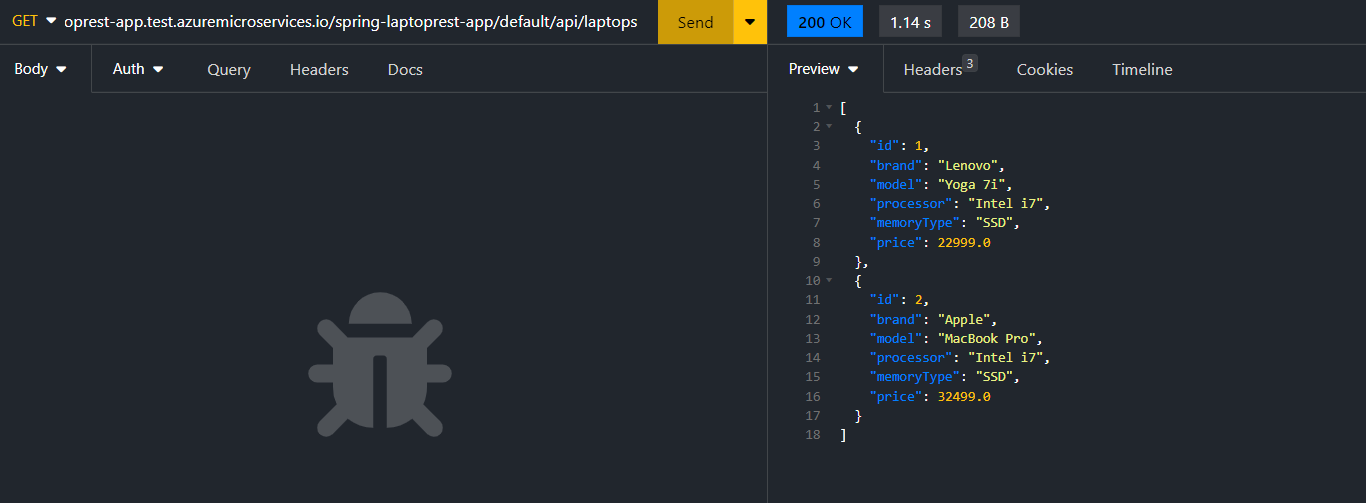 GET oprest-app.test.azuremicroservices.io/spring-laptoprest-app/default/api/laptops Send 200 OK 1.14 s 208 B
Body Auth Query Headers Docs Preview Headers 3 Cookies Timeline
1 [
2 {
3 "id": 1,
4 "brand": "Lenovo",
5 "model": "Yoga 7i",
6 "processor": "Intel i7",
7 "memoryType": "SSD",
8 "price": 22999.0
9 },
10 {
11 "id": 2,
12 "brand": "Apple",
13 "model": "MacBook Pro",
14 "processor": "Intel i7",
15 "memoryType": "SSD",
16 "price": 32499.0
17 }
18 ]